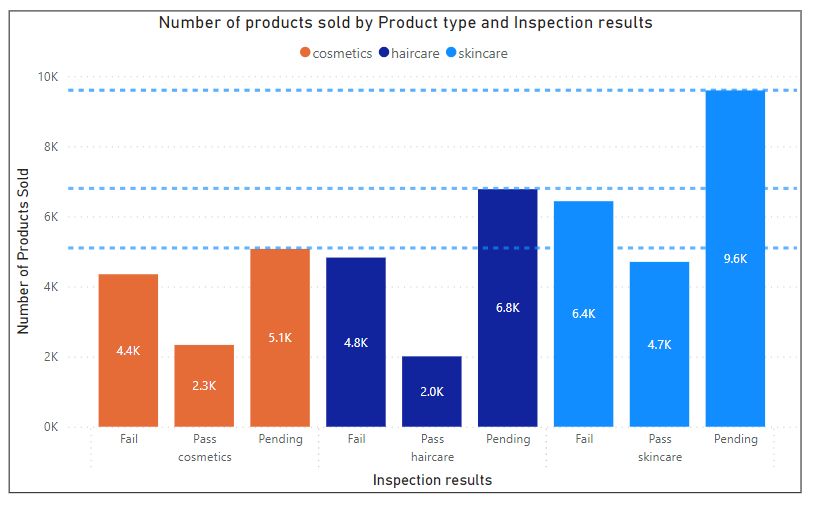 Number of products sold by Product type and Inspection results
cosmetics haircare skincare
Number of Products Sold
10K
8K
6K
4K
2K
0K
4.4K
2.3K
5.1K
4.8K
2.0K
6.8K
6.4K
4.7K
9.6K
Fail Pass Pending Fail Pass Pending Fail Pass Pending
cosmetics haircare skincare
Inspection results